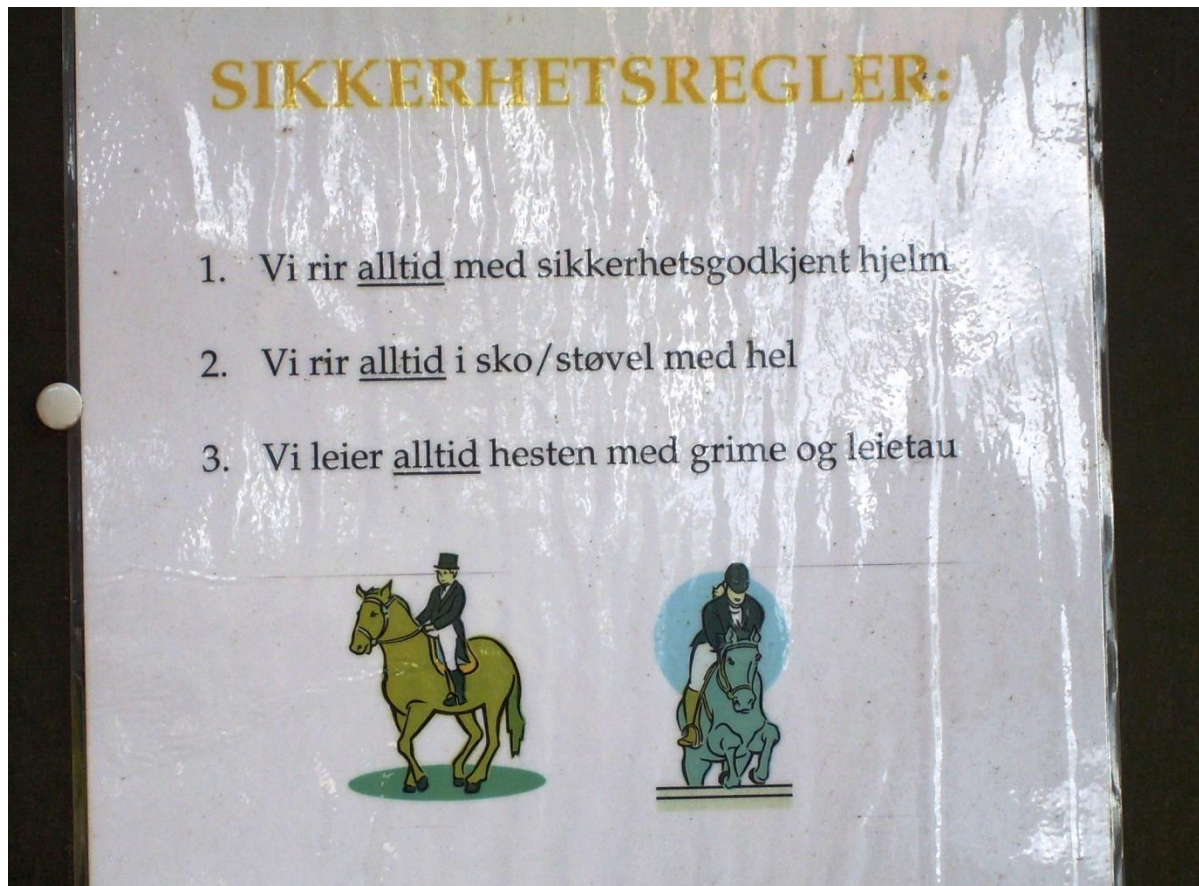 SIKKERHETSREGLER:
1. Vi rir alltid med sikkerhetsgodkjent hjelm
2. Vi rir alltid i sko/støvel med hel
3. Vi leier alltid hesten med grime og leietau